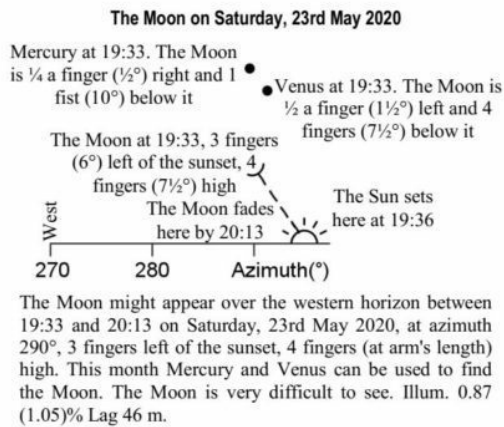 The Moon on Saturday, 23rd May 2020
Mercury at 19:33. The Moon
is ¼ a finger (½°) right and 1
fist (10°) below it
Venus at 19:33. The Moon is
½ a finger (1½°) left and 4
fingers (7½°) below it
The Moon at 19:33, 3 fingers
(6°) left of the sunset, 4
fingers (7½°) high
The Moon fades
here by 20:13
The Sun sets
here at 19:36
West
270
280
Azimuth(°)
The Moon might appear over the western horizon between
19:33 and 20:13 on Saturday, 23rd May 2020, at azimuth
290°, 3 fingers left of the sunset, 4 fingers (at arm's length)
high. This month Mercury and Venus can be used to find
the Moon. The Moon is very difficult to see. Illum. 0.87
(1.05)% Lag 46 m.